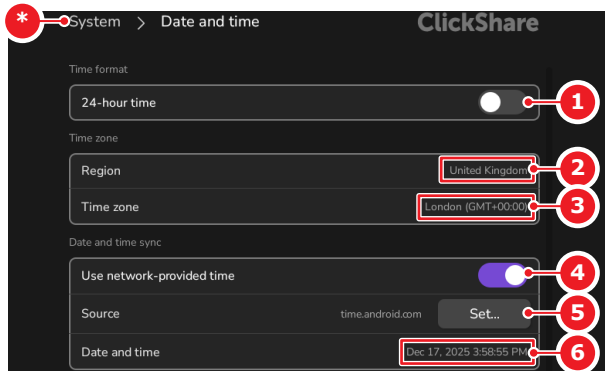 * System > Date and time ClickShare
Time format
24-hour time 1
Time zone
Region United Kingdom 2
Time zone London (GMT+00:00) 3
Date and time sync
Use network-provided time 4
Source time.android.com Set... 5
Date and time Dec 17, 2025 3:58:55 PM 6